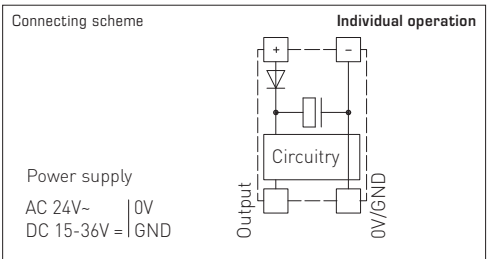 Connecting scheme
Individual operation
+ −
Circuitry
Power supply
AC 24V~ | 0V
DC 15-36V = | GND
Output
0V/GND